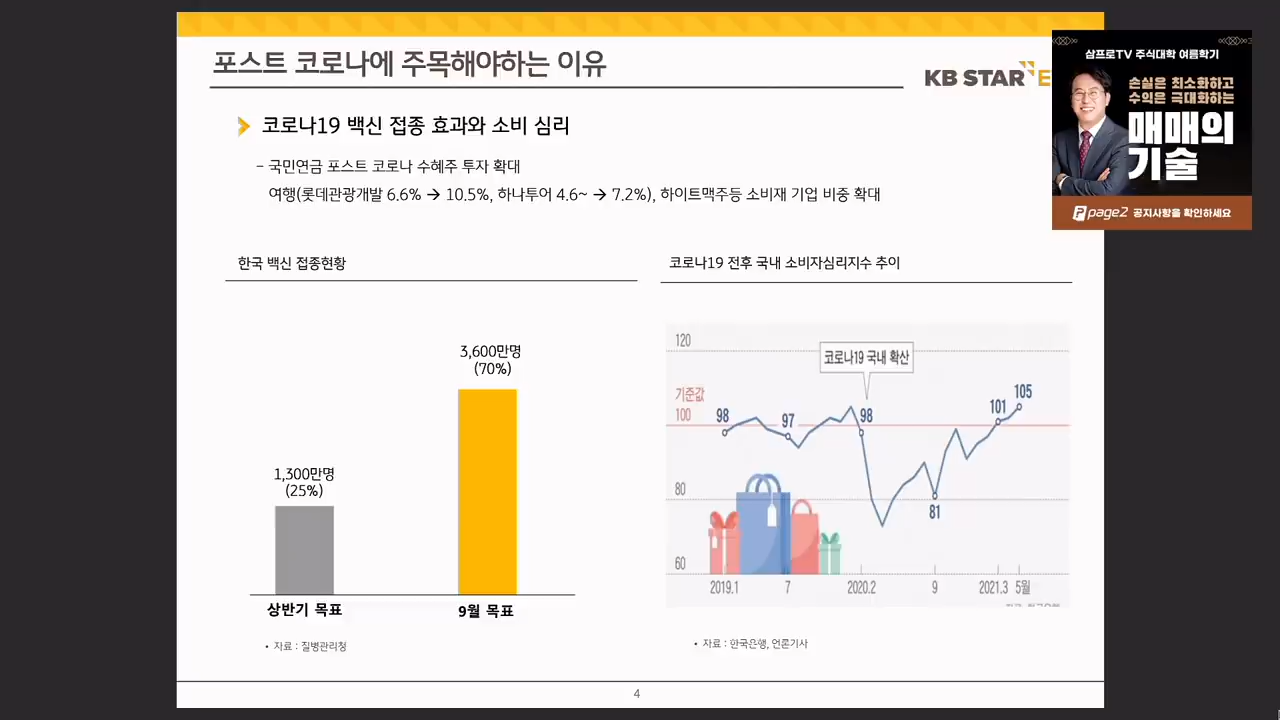 포스트 코로나에 주목해야하는 이유
KB STAR E
삼프로TV 주식대학 여름학기
손실은 최소화하고
수익은 극대화하는
매매의
기술
page2 공지사항을 확인하세요
코로나19 백신 접종 효과와 소비 심리
– 국민연금 포스트 코로나 수혜주 투자 확대
여행(롯데관광개발 6.6% → 10.5%, 하나투어 4.6~ → 7.2%), 하이트맥주등 소비재 기업 비중 확대
한국 백신 접종현황
3,600만명
(70%)
1,300만명
(25%)
상반기 목표
9월 목표
• 자료 : 질병관리청
코로나19 전후 국내 소비자심리지수 추이
120
코로나19 국내 확산
기준값
100
98
97
98
101
105
80
81
60
2019.1
7
2020.2
9
2021.3
5월
• 자료 : 한국은행, 언론기사
4